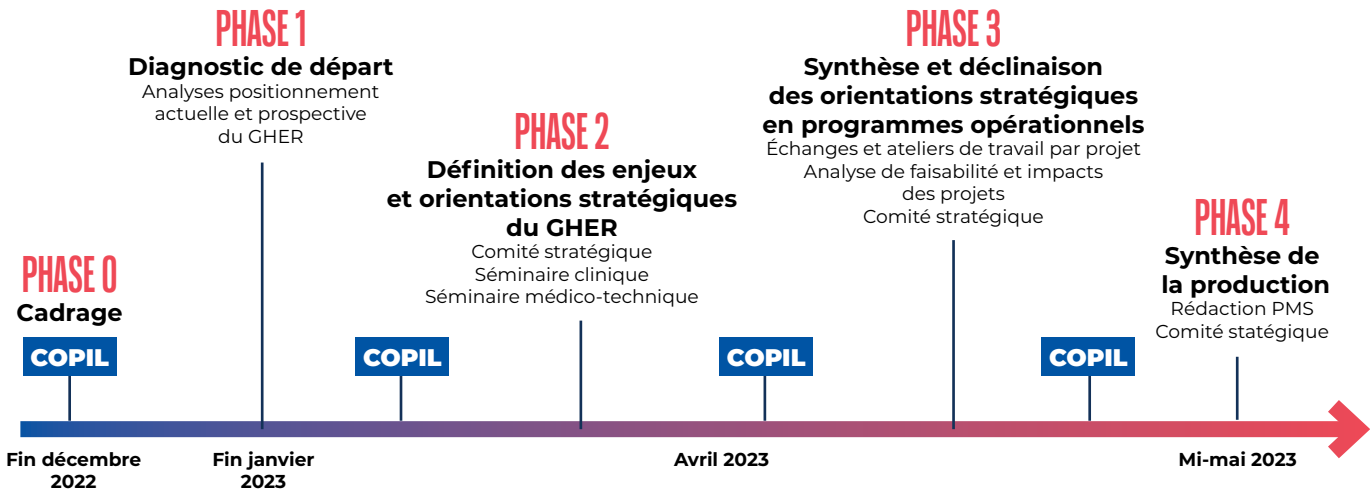 PHASE 0
Cadrage
COPIL
PHASE 1
Diagnostic de départ
Analyses positionnement
actuelle et prospective
du GHER
COPIL
PHASE 2
Définition des enjeux
et orientations stratégiques
du GHER
Comité stratégique
Séminaire clinique
Séminaire médico-technique
COPIL
PHASE 3
Synthèse et déclinaison
des orientations stratégiques
en programmes opérationnels
Échanges et ateliers de travail par projet
Analyse de faisabilité et impacts
des projets
Comité stratégique
COPIL
PHASE 4
Synthèse de
la production
Rédaction PMS
Comité statégique
Fin décembre
2022
Fin janvier
2023
Avril 2023
Mi-mai 2023